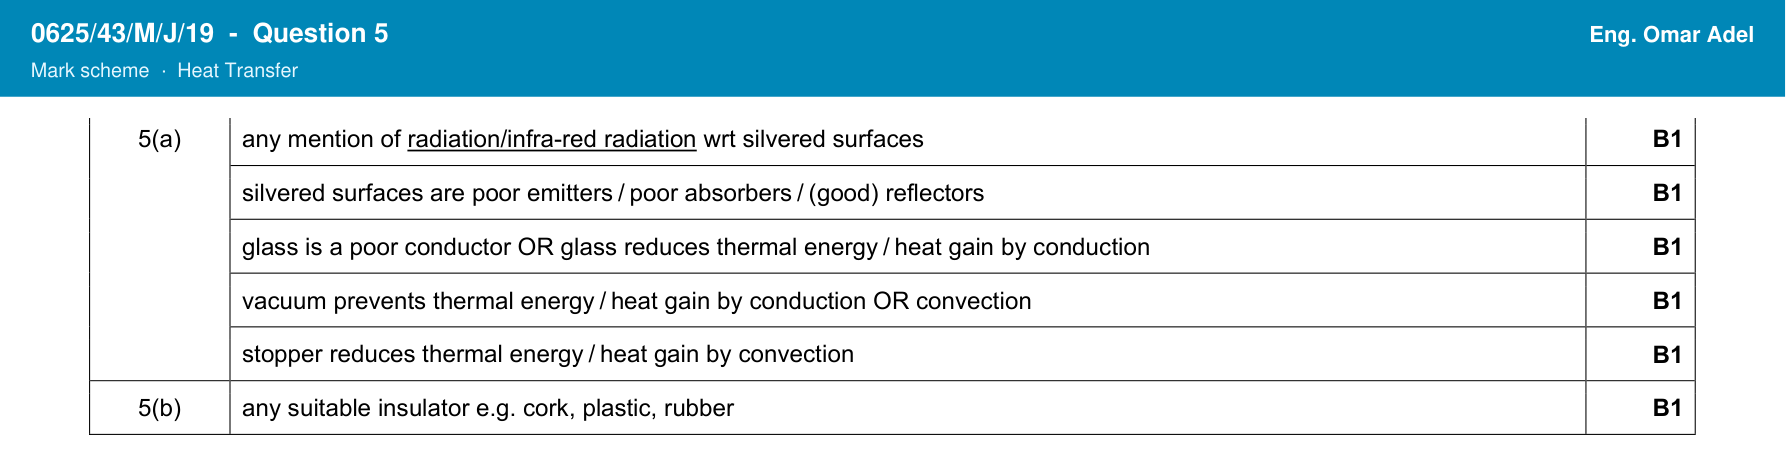 0625/43/M/J/19 - Question 5
Eng. Omar Adel
Mark scheme · Heat Transfer
5(a) any mention of radiation/infra-red radiation wrt silvered surfaces B1
silvered surfaces are poor emitters / poor absorbers / (good) reflectors B1
glass is a poor conductor OR glass reduces thermal energy / heat gain by conduction B1
vacuum prevents thermal energy / heat gain by conduction OR convection B1
stopper reduces thermal energy / heat gain by convection B1
5(b) any suitable insulator e.g. cork, plastic, rubber B1